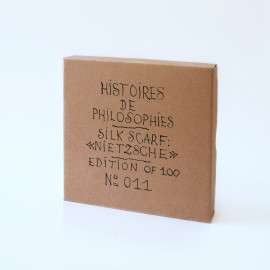 HISTOIRES
DE
PHILOSOPHIES
SILK SCARF:
«NIETZSCHE»
EDITION OF 100
No 011